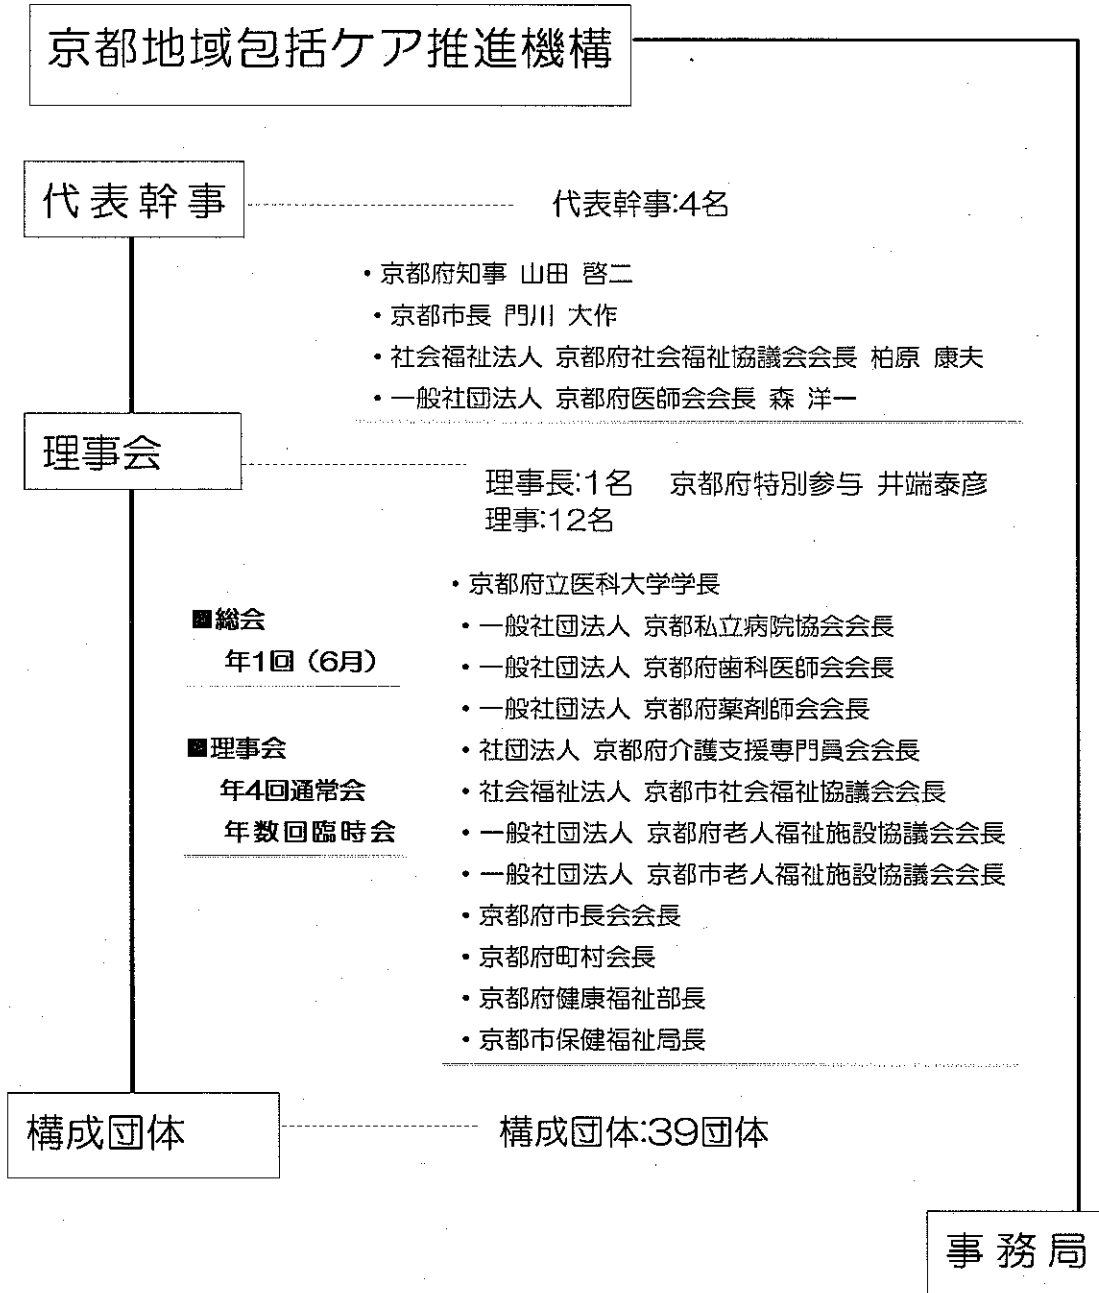 京都地域包括ケア推進機構
代表幹事
代表幹事:4名
・京都府知事 山田 啓二
・京都市長 門川 大作
・社会福祉法人 京都府社会福祉協議会会長 柏原 康夫
・一般社団法人 京都府医師会会長 森 洋一
理事会
理事長:1名 京都府特別参与 井端泰彦
理事:12名
・京都府立医科大学学長
・一般社団法人 京都私立病院協会会長
・一般社団法人 京都府歯科医師会会長
・一般社団法人 京都府薬剤師会会長
・社団法人 京都府介護支援専門員会会長
・社会福祉法人 京都市社会福祉協議会会長
・一般社団法人 京都府老人福祉施設協議会会長
・一般社団法人 京都市老人福祉施設協議会会長
・京都府市長会会長
・京都府町村会長
・京都府健康福祉部長
・京都市保健福祉局長
■総会
年1回（6月）
■理事会
年4回通常会
年数回臨時会
構成団体
構成団体:39団体
事務局